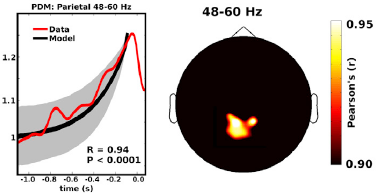 PDM: Parietal 48-60 Hz
Data
Model
1.2
1.1
1
R = 0.94
P < 0.0001
-1.0 -0.8 -0.6 -0.4 -0.2 0.0
time (s)
48-60 Hz
0.95
Pearson's (r)
0.90